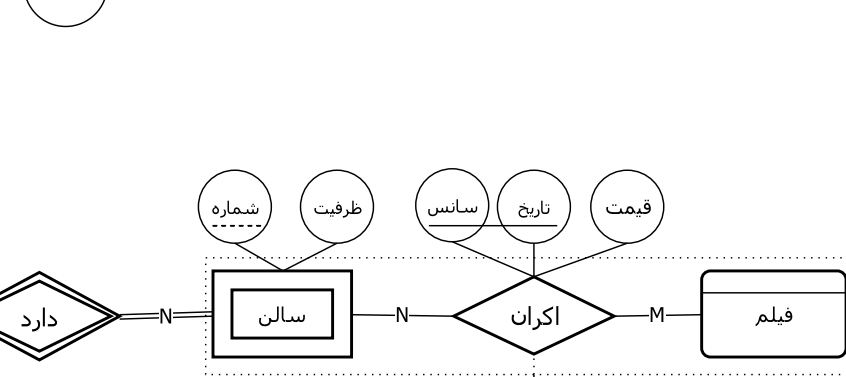 شماره
ظرفیت
سانس
تاریخ
قیمت
دارد
N
سالن
N
اکران
M
فیلم